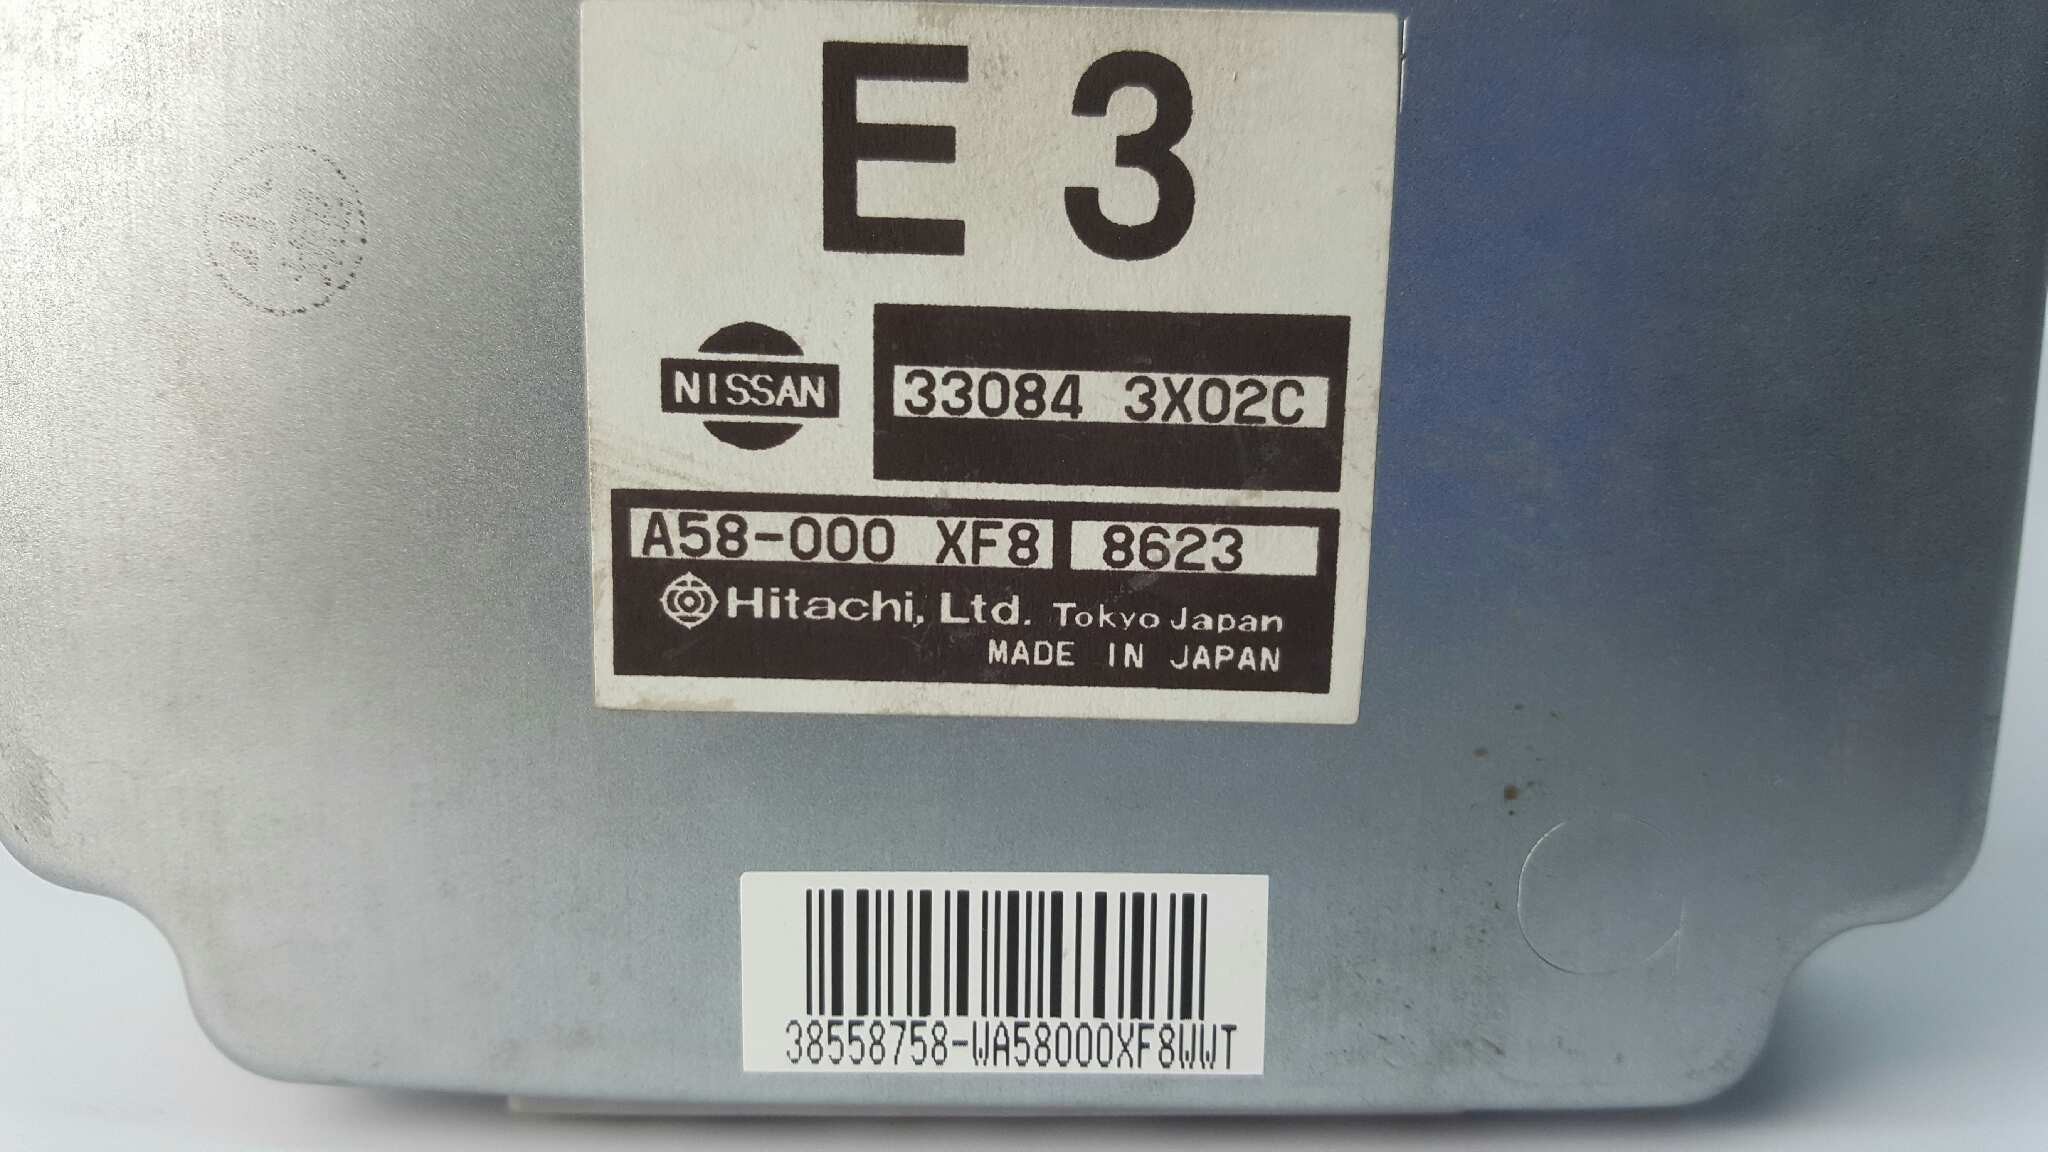 E 3
NISSAN
33084 3X02C
A58-000 XF8 8623
Hitachi, Ltd. Tokyo Japan
MADE IN JAPAN
38558758-WA58000XF8WWT